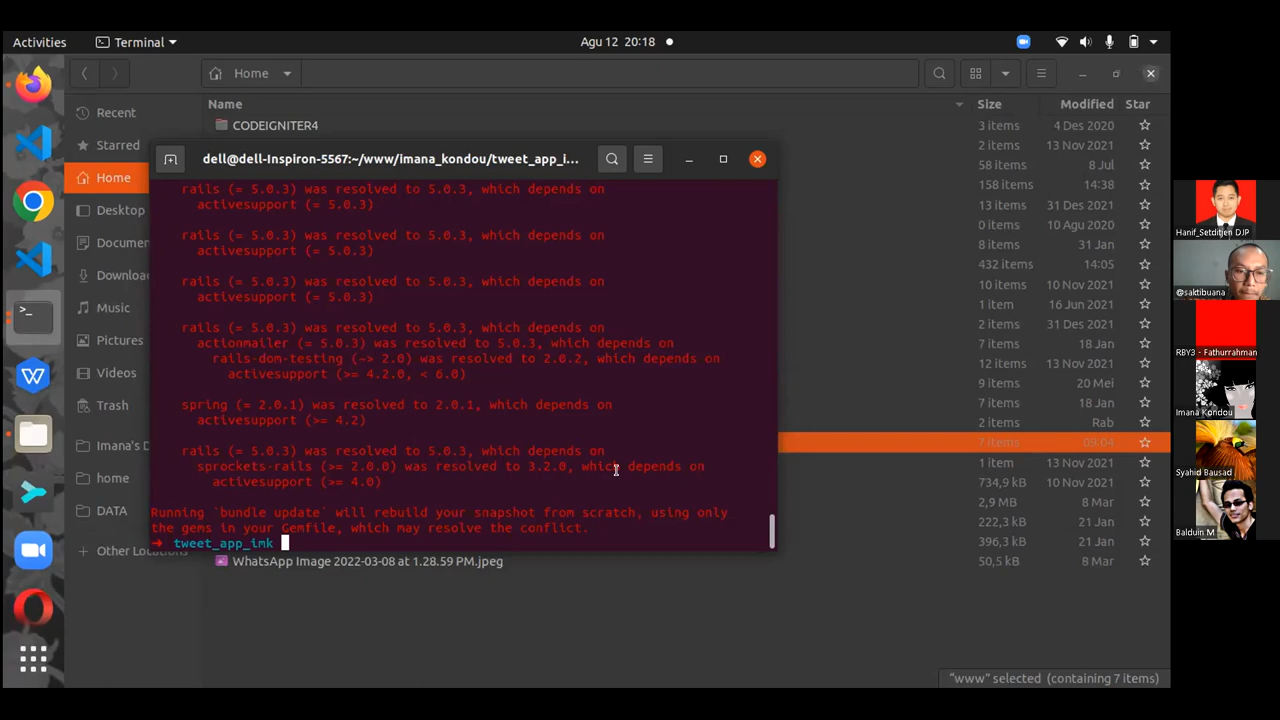 Activities
Terminal
Agu 12 20:18
Home
Recent
Starred
Home
Desktop
Documen
Downloa
Music
Pictures
Videos
Trash
Imana's D
home
DATA
Other Locations
Name
Size
Modified
Star
CODEIGNITER4
3 items 4 Des 2020
2 items 13 Nov 2021
58 items 8 Jul
158 items 14:38
13 items 31 Des 2021
0 items 10 Agu 2020
8 items 31 Jan
432 items 14:05
10 items 10 Nov 2021
1 item 16 Jun 2021
2 items 31 Des 2021
7 items 18 Jan
12 items 13 Nov 2021
9 items 20 Mei
7 items 18 Jan
2 items Rab
7 items 09:04
1 item 13 Nov 2021
734,9 kB 10 Nov 2021
2,9 MB 8 Mar
222,3 kB 21 Jan
396,3 kB 21 Jan
WhatsApp Image 2022-03-08 at 1.28.59 PM.jpeg 50,5 kB 8 Mar
"www" selected (containing 7 items)
dell@dell-Inspiron-5567:~/www/imana_kondou/tweet_app_i...
rails (= 5.0.3) was resolved to 5.0.3, which depends on
activesupport (= 5.0.3)
rails (= 5.0.3) was resolved to 5.0.3, which depends on
activesupport (= 5.0.3)
rails (= 5.0.3) was resolved to 5.0.3, which depends on
activesupport (= 5.0.3)
rails (= 5.0.3) was resolved to 5.0.3, which depends on
actionmailer (= 5.0.3) was resolved to 5.0.3, which depends on
rails-dom-testing (~> 2.0) was resolved to 2.0.2, which depends on
activesupport (>= 4.2.0, < 6.0)
spring (= 2.0.1) was resolved to 2.0.1, which depends on
activesupport (>= 4.2)
rails (= 5.0.3) was resolved to 5.0.3, which depends on
sprockets-rails (>= 2.0.0) was resolved to 3.2.0, which depends on
activesupport (>= 4.0)
Running `bundle update` will rebuild your snapshot from scratch, using only
the gems in your Gemfile, which may resolve the conflict.
➜ tweet_app_imk
Hanif_Setditjen DJP
@saktibuana
RBY3 - Fathurrahman
Imana Kondou
Syahid Bausad
Balduin M